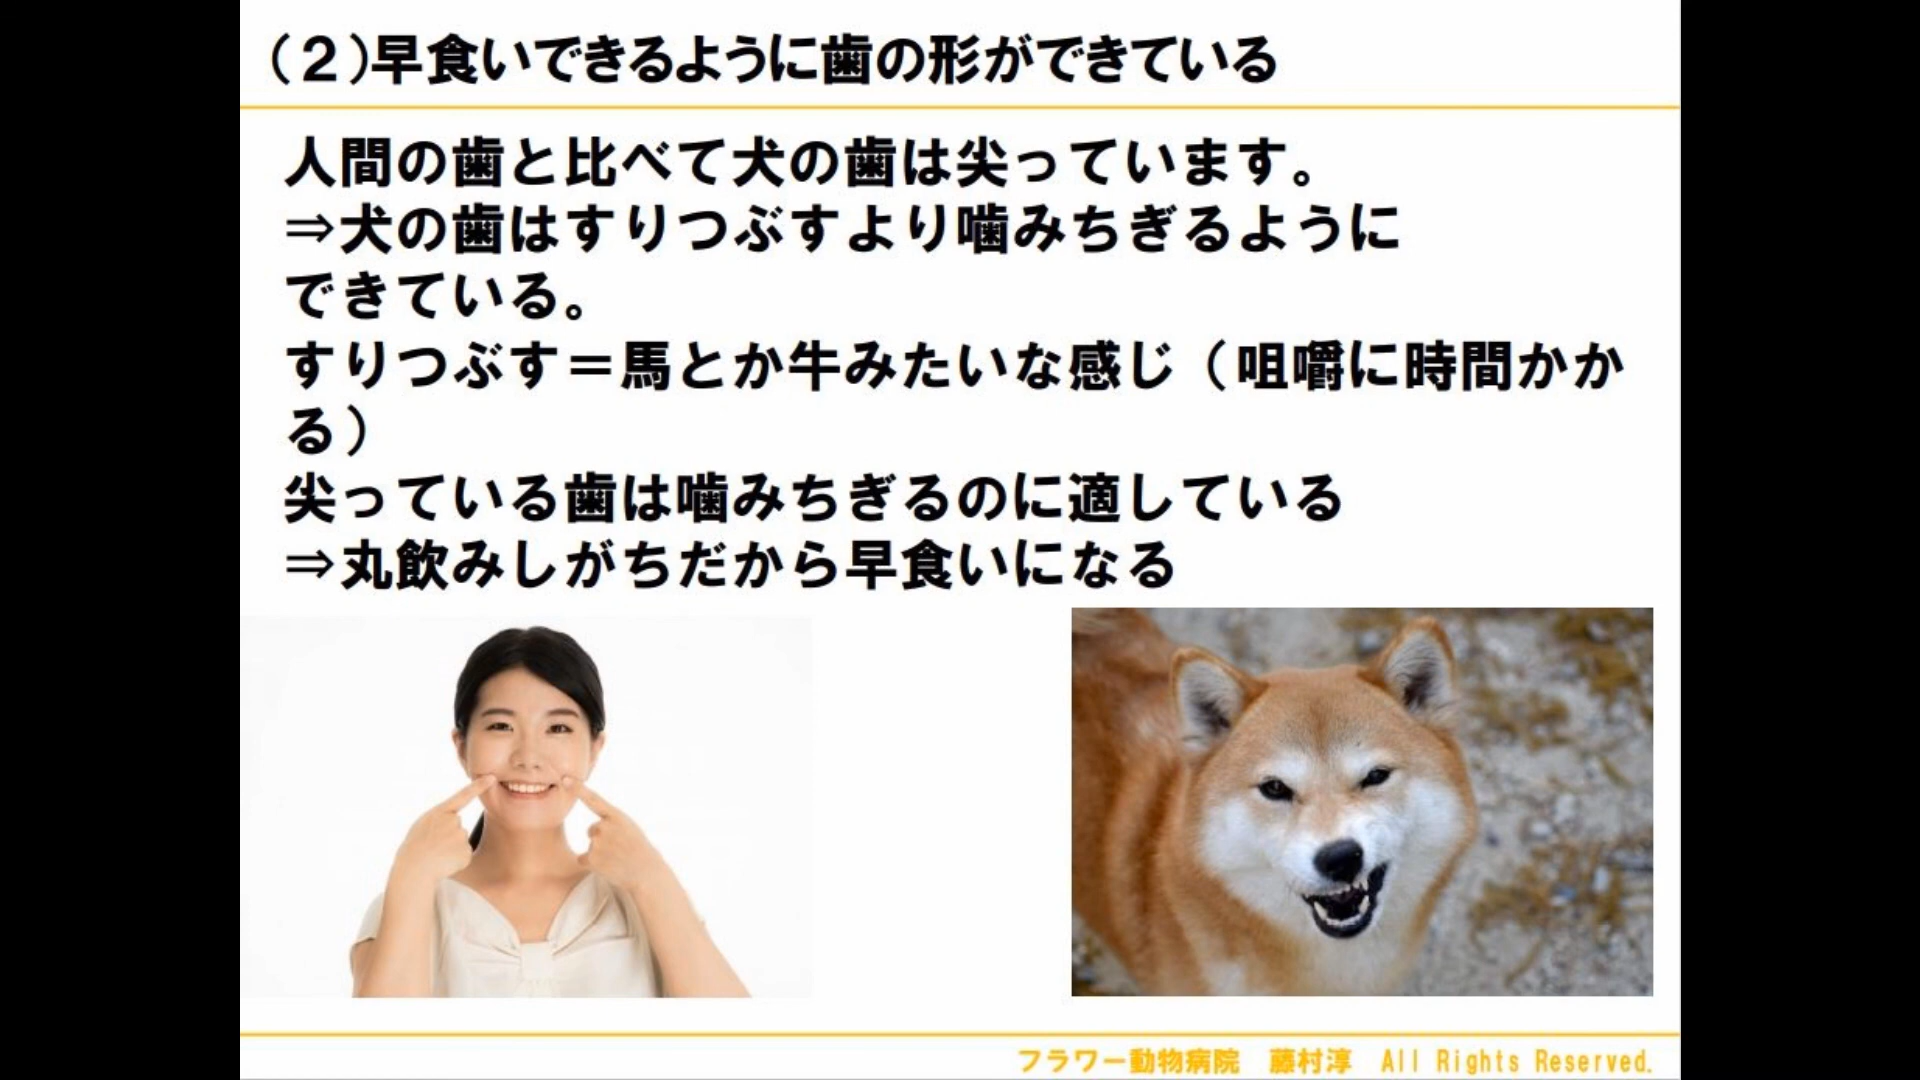 （２）早食いできるように歯の形ができている
人間の歯と比べて犬の歯は尖っています。
⇒犬の歯はすりつぶすより噛みちぎるように
できている。
すりつぶす＝馬とか牛みたいな感じ（咀嚼に時間かか
る）
尖っている歯は噛みちぎるのに適している
⇒丸飲みしがちだから早食いになる
フラワー動物病院　藤村淳　All Rights Reserved.